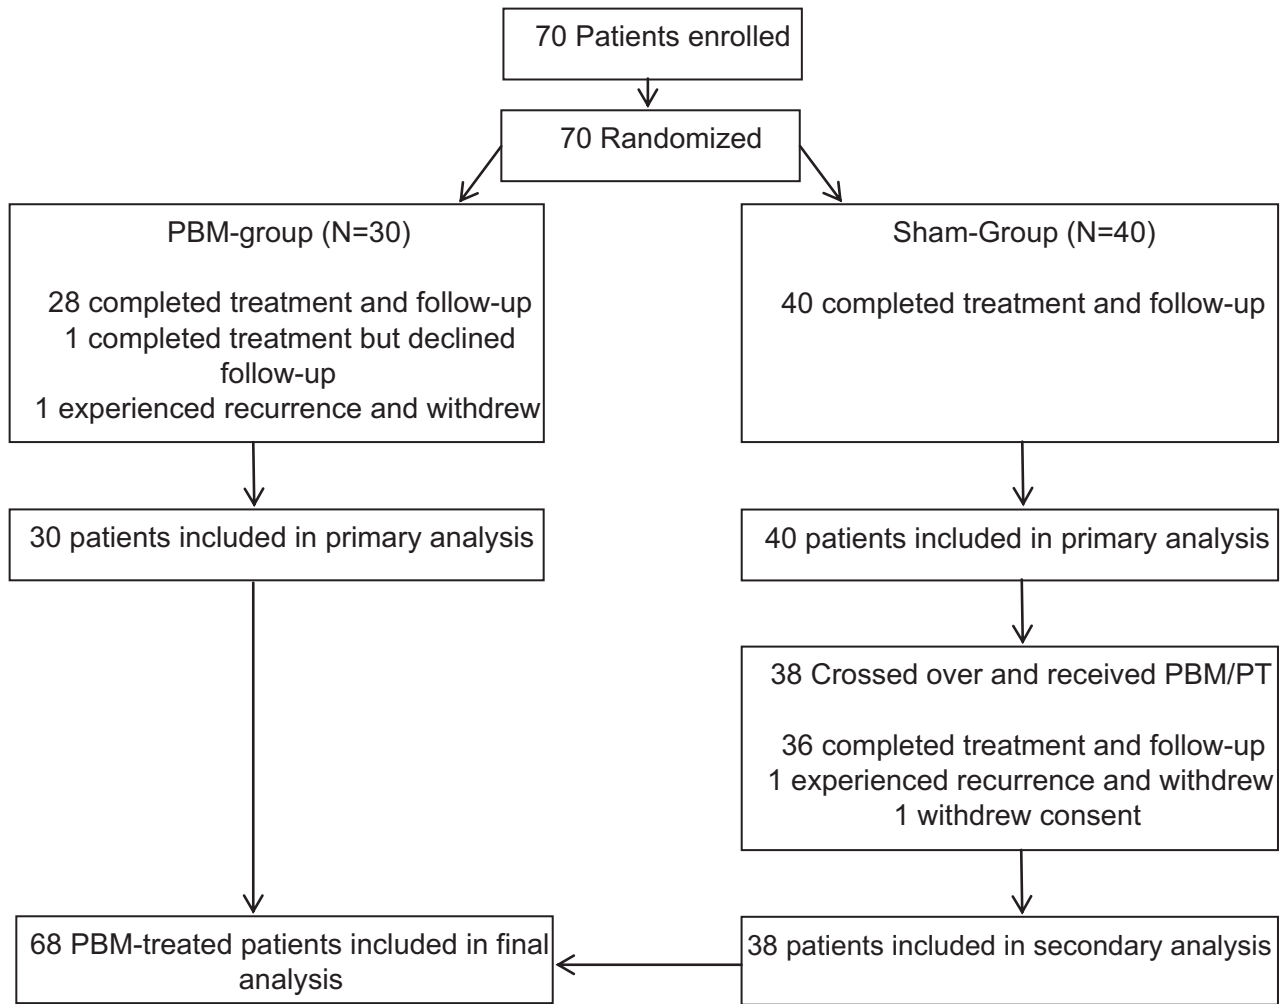 70 Patients enrolled
70 Randomized
PBM-group (N=30)
28 completed treatment and follow-up
1 completed treatment but declined
follow-up
1 experienced recurrence and withdrew
Sham-Group (N=40)
40 completed treatment and follow-up
30 patients included in primary analysis
40 patients included in primary analysis
38 Crossed over and received PBM/PT
36 completed treatment and follow-up
1 experienced recurrence and withdrew
1 withdrew consent
68 PBM-treated patients included in final
analysis
38 patients included in secondary analysis